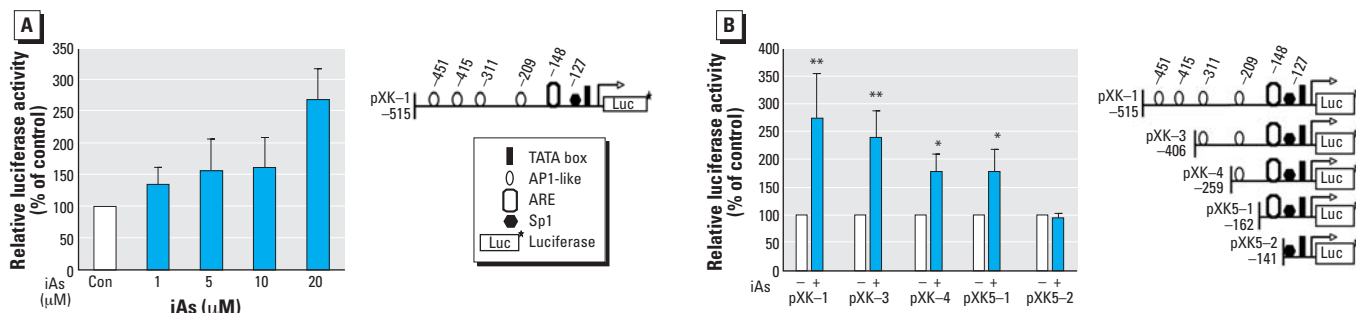 A
Relative luciferase activity
(% of control)
350
300
250
200
150
100
50
0
iAs
(μM)
Con
1
5
10
20
iAs (μM)
–451
–415
–311
–209
–148
–127
pXK–1
–515
Luc
TATA box
AP1-like
ARE
Sp1
Luc Luciferase
B
Relative luciferase activity
(% of control)
400
350
300
250
200
150
100
50
0
**
**
*
*
iAs
– + – + – + – + – +
pXK–1 pXK–3 pXK–4 pXK5–1 pXK5–2
–451
–415
–311
–209
–148
–127
pXK–1
–515
Luc
pXK–3
–406
Luc
pXK–4
–259
Luc
pXK5–1
–162
Luc
pXK5–2
–141
Luc